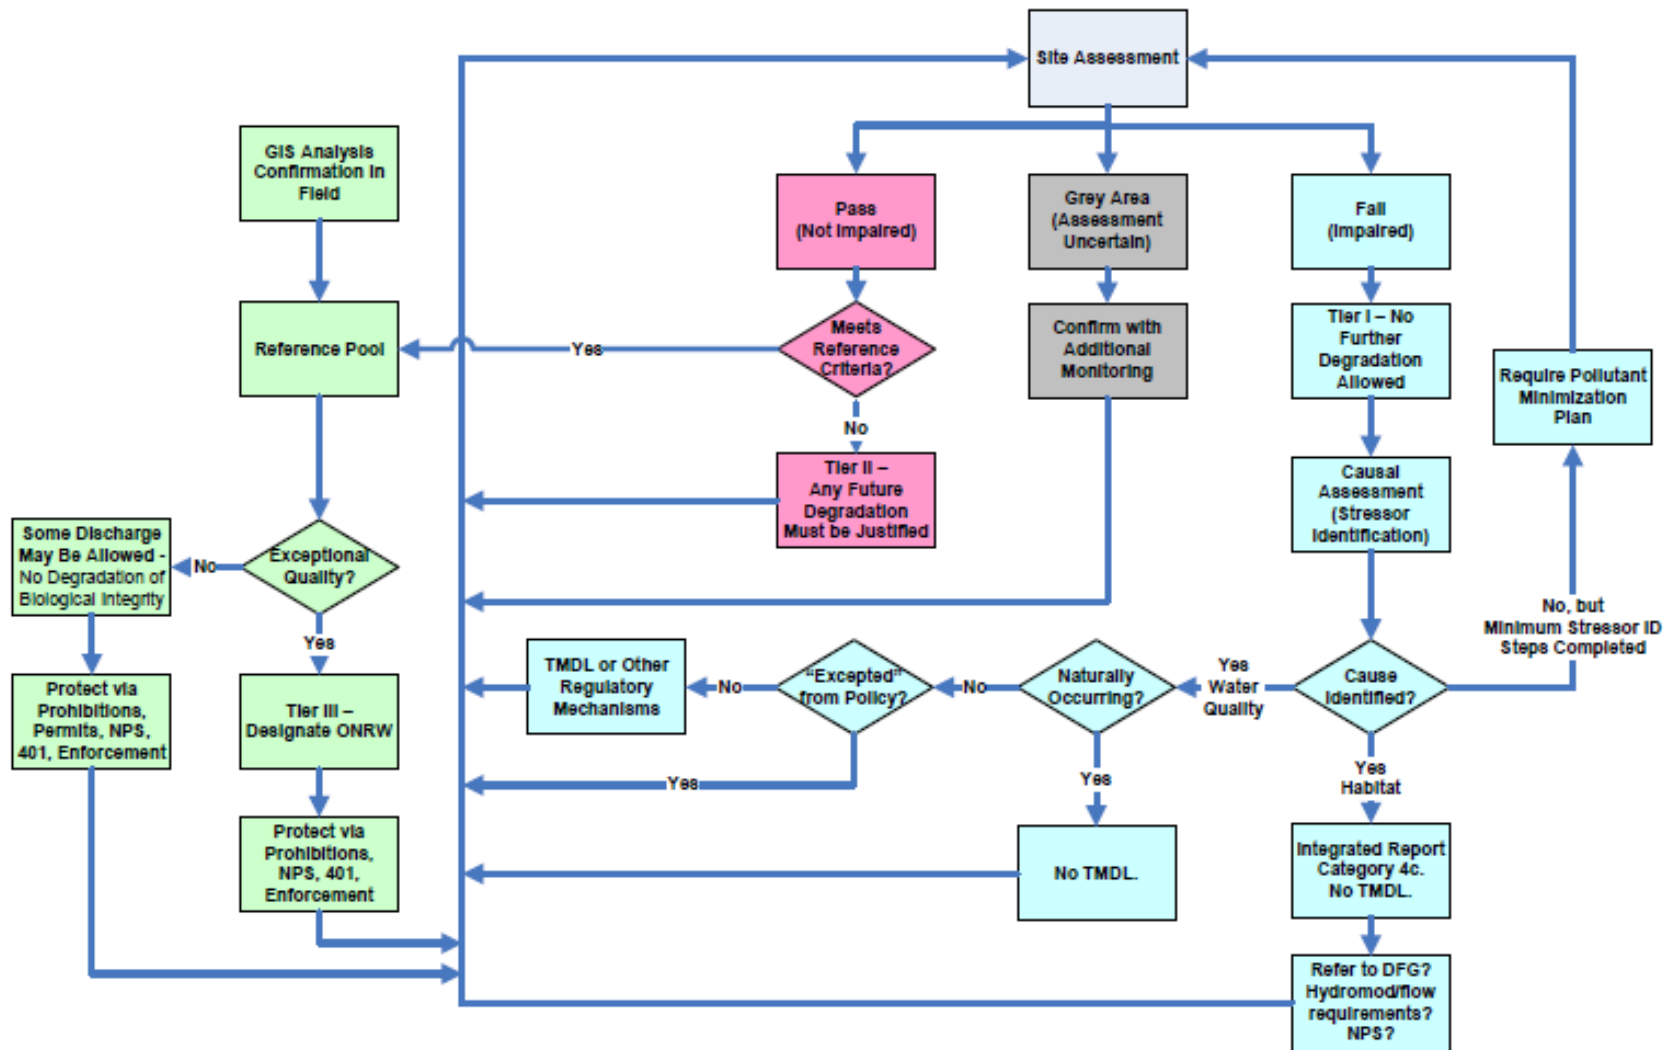 Site Assessment
GIS Analysis
Confirmation in
Field
Pass
(Not Impaired)
Grey Area
(Assessment
Uncertain)
Fail
(Impaired)
Reference Pool
Yes
Meets
Reference
Criteria?
Confirm with
Additional
Monitoring
Tier I – No
Further
Degradation
Allowed
Require Pollutant
Minimization
Plan
No
Tier II –
Any Future
Degradation
Must be Justified
Causal
Assessment
(Stressor
Identification)
Some Discharge
May Be Allowed -
No Degradation of
Biological Integrity
No
Exceptional
Quality?
Yes
No, but
Minimum Stressor ID
Steps Completed
Protect via
Prohibitions,
Permits, NPS,
401, Enforcement
Tier III –
Designate ONRW
TMDL or Other
Regulatory
Mechanisms
No
“Excepted”
from Policy?
No
Naturally
Occurring?
Yes
Water
Quality
Cause
Identified?
Yes
Yes
Yes
Habitat
Protect via
Prohibitions,
NPS, 401,
Enforcement
No TMDL.
Integrated Report
Category 4c.
No TMDL.
Refer to DFG?
Hydromod/flow
requirements?
NPS?